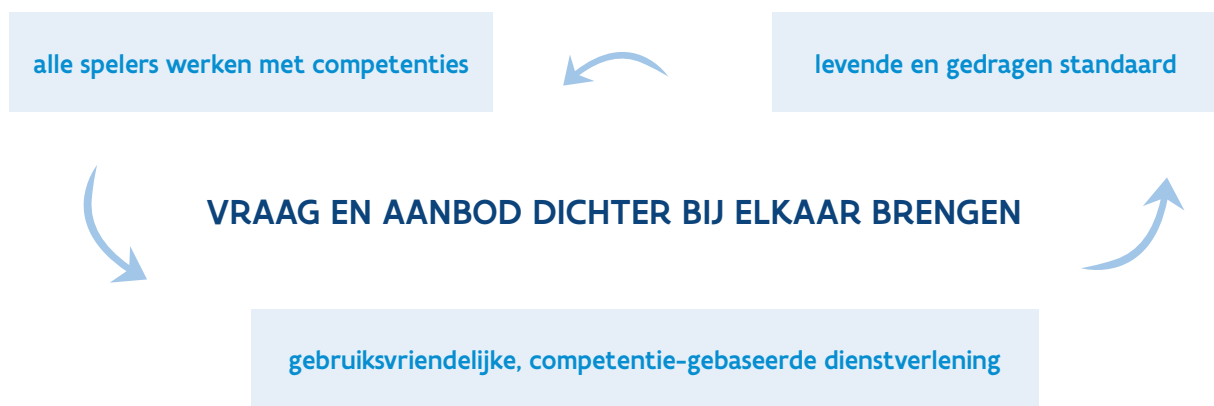 alle spelers werken met competenties
levende en gedragen standaard
VRAAG EN AANBOD DICHTER BIJ ELKAAR BRENGEN
gebruiksvriendelijke, competentie-gebaseerde dienstverlening